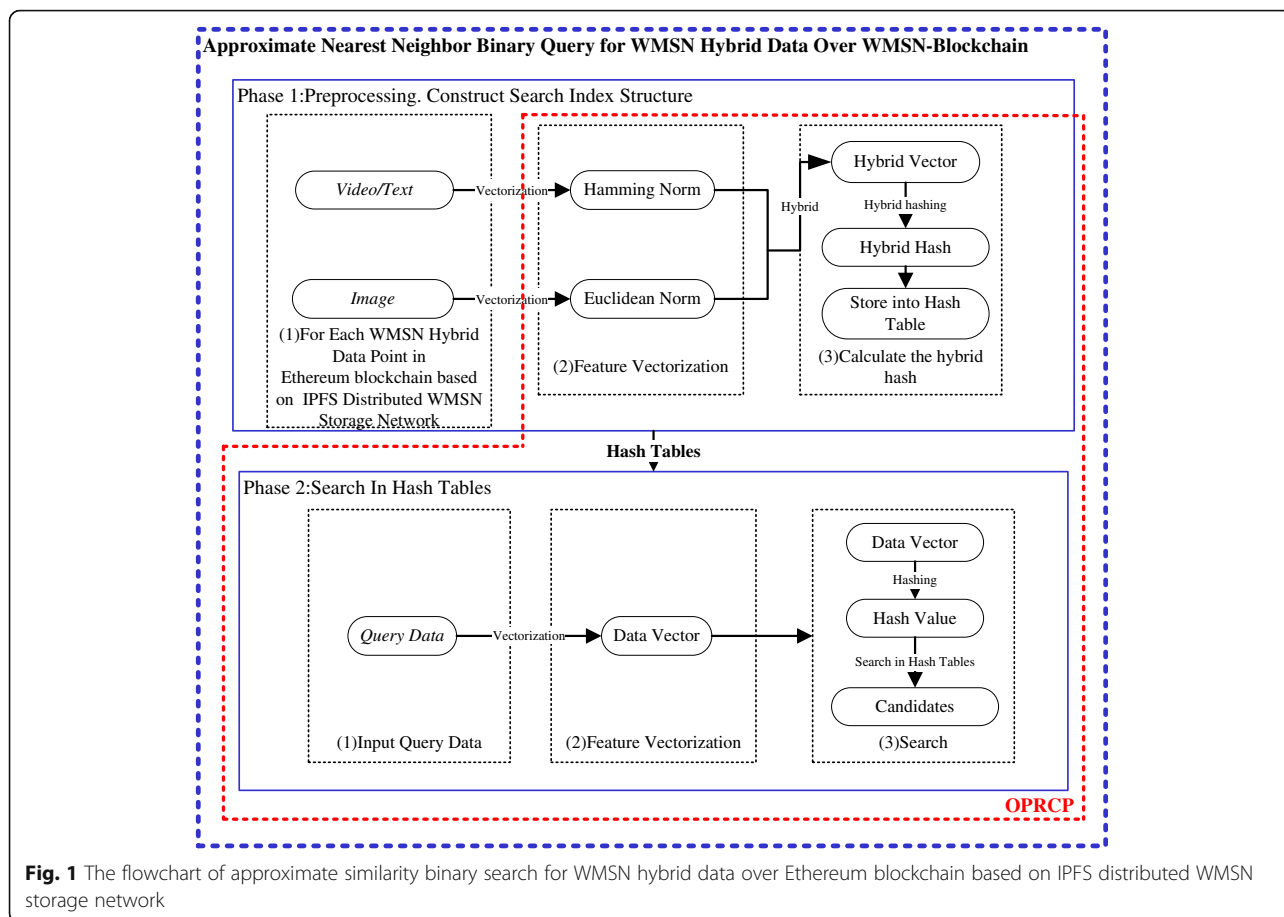 Approximate Nearest Neighbor Binary Query for WMSN Hybrid Data Over WMSN-Blockchain
Phase 1:Preprocessing. Construct Search Index Structure
Video/Text
Vectorization
Hamming Norm
Image
Vectorization
Euclidean Norm
Hybrid
Hybrid Vector
Hybrid hashing
Hybrid Hash
Store into Hash
Table
(1)For Each WMSN Hybrid
Data Point in
Ethereum blockchain based
on IPFS Distributed WMSN
Storage Network
(2)Feature Vectorization
(3)Calculate the hybrid
hash
Hash Tables
Phase 2:Search In Hash Tables
Query Data
Vectorization
Data Vector
Data Vector
Hashing
Hash Value
Search in Hash Tables
Candidates
(1)Input Query Data
(2)Feature Vectorization
(3)Search
OPRCP
Fig. 1 The flowchart of approximate similarity binary search for WMSN hybrid data over Ethereum blockchain based on IPFS distributed WMSN
storage network